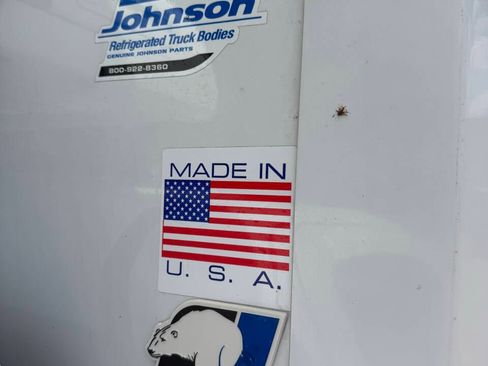 Johnson
Refrigerated Truck Bodies
GENUINE JOHNSON PARTS
800-922-8360
MADE IN
U. S. A.